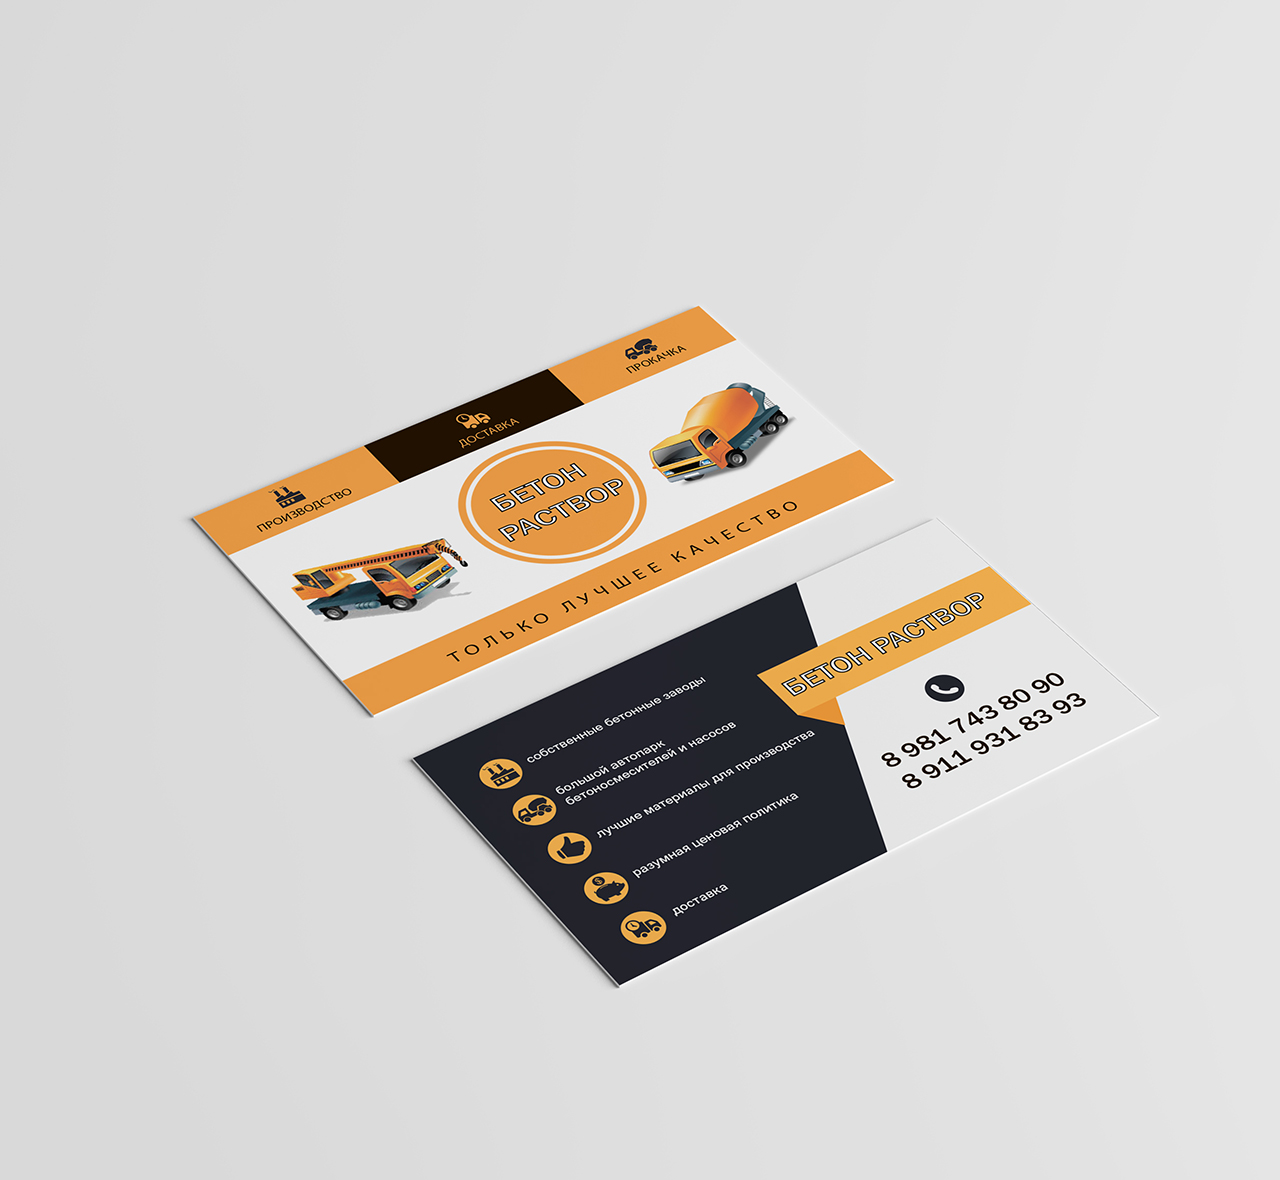 ПРОИЗВОДСТВО
ДОСТАВКА
ПРОКАЧКА
БЕТОН
РАСТВОР
ТОЛЬКО ЛУЧШЕЕ КАЧЕСТВО
БЕТОН РАСТВОР
8 981 743 80 90
8 911 931 83 93
собственные бетонные заводы
большой автопарк
бетоносмесителей и насосов
лучшие материалы для производства
разумная ценовая политика
доставка